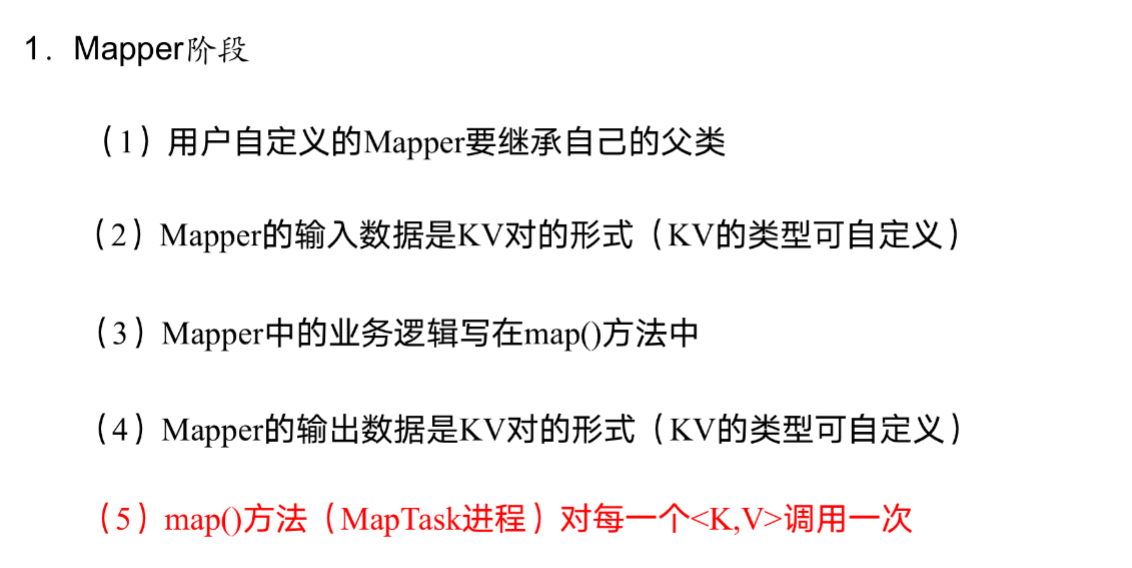 1．Mapper阶段
（1）用户自定义的Mapper要继承自己的父类
（2）Mapper的输入数据是KV对的形式（KV的类型可自定义）
（3）Mapper中的业务逻辑写在map()方法中
（4）Mapper的输出数据是KV对的形式（KV的类型可自定义）
（5）map()方法（MapTask进程）对每一个<K,V>调用一次